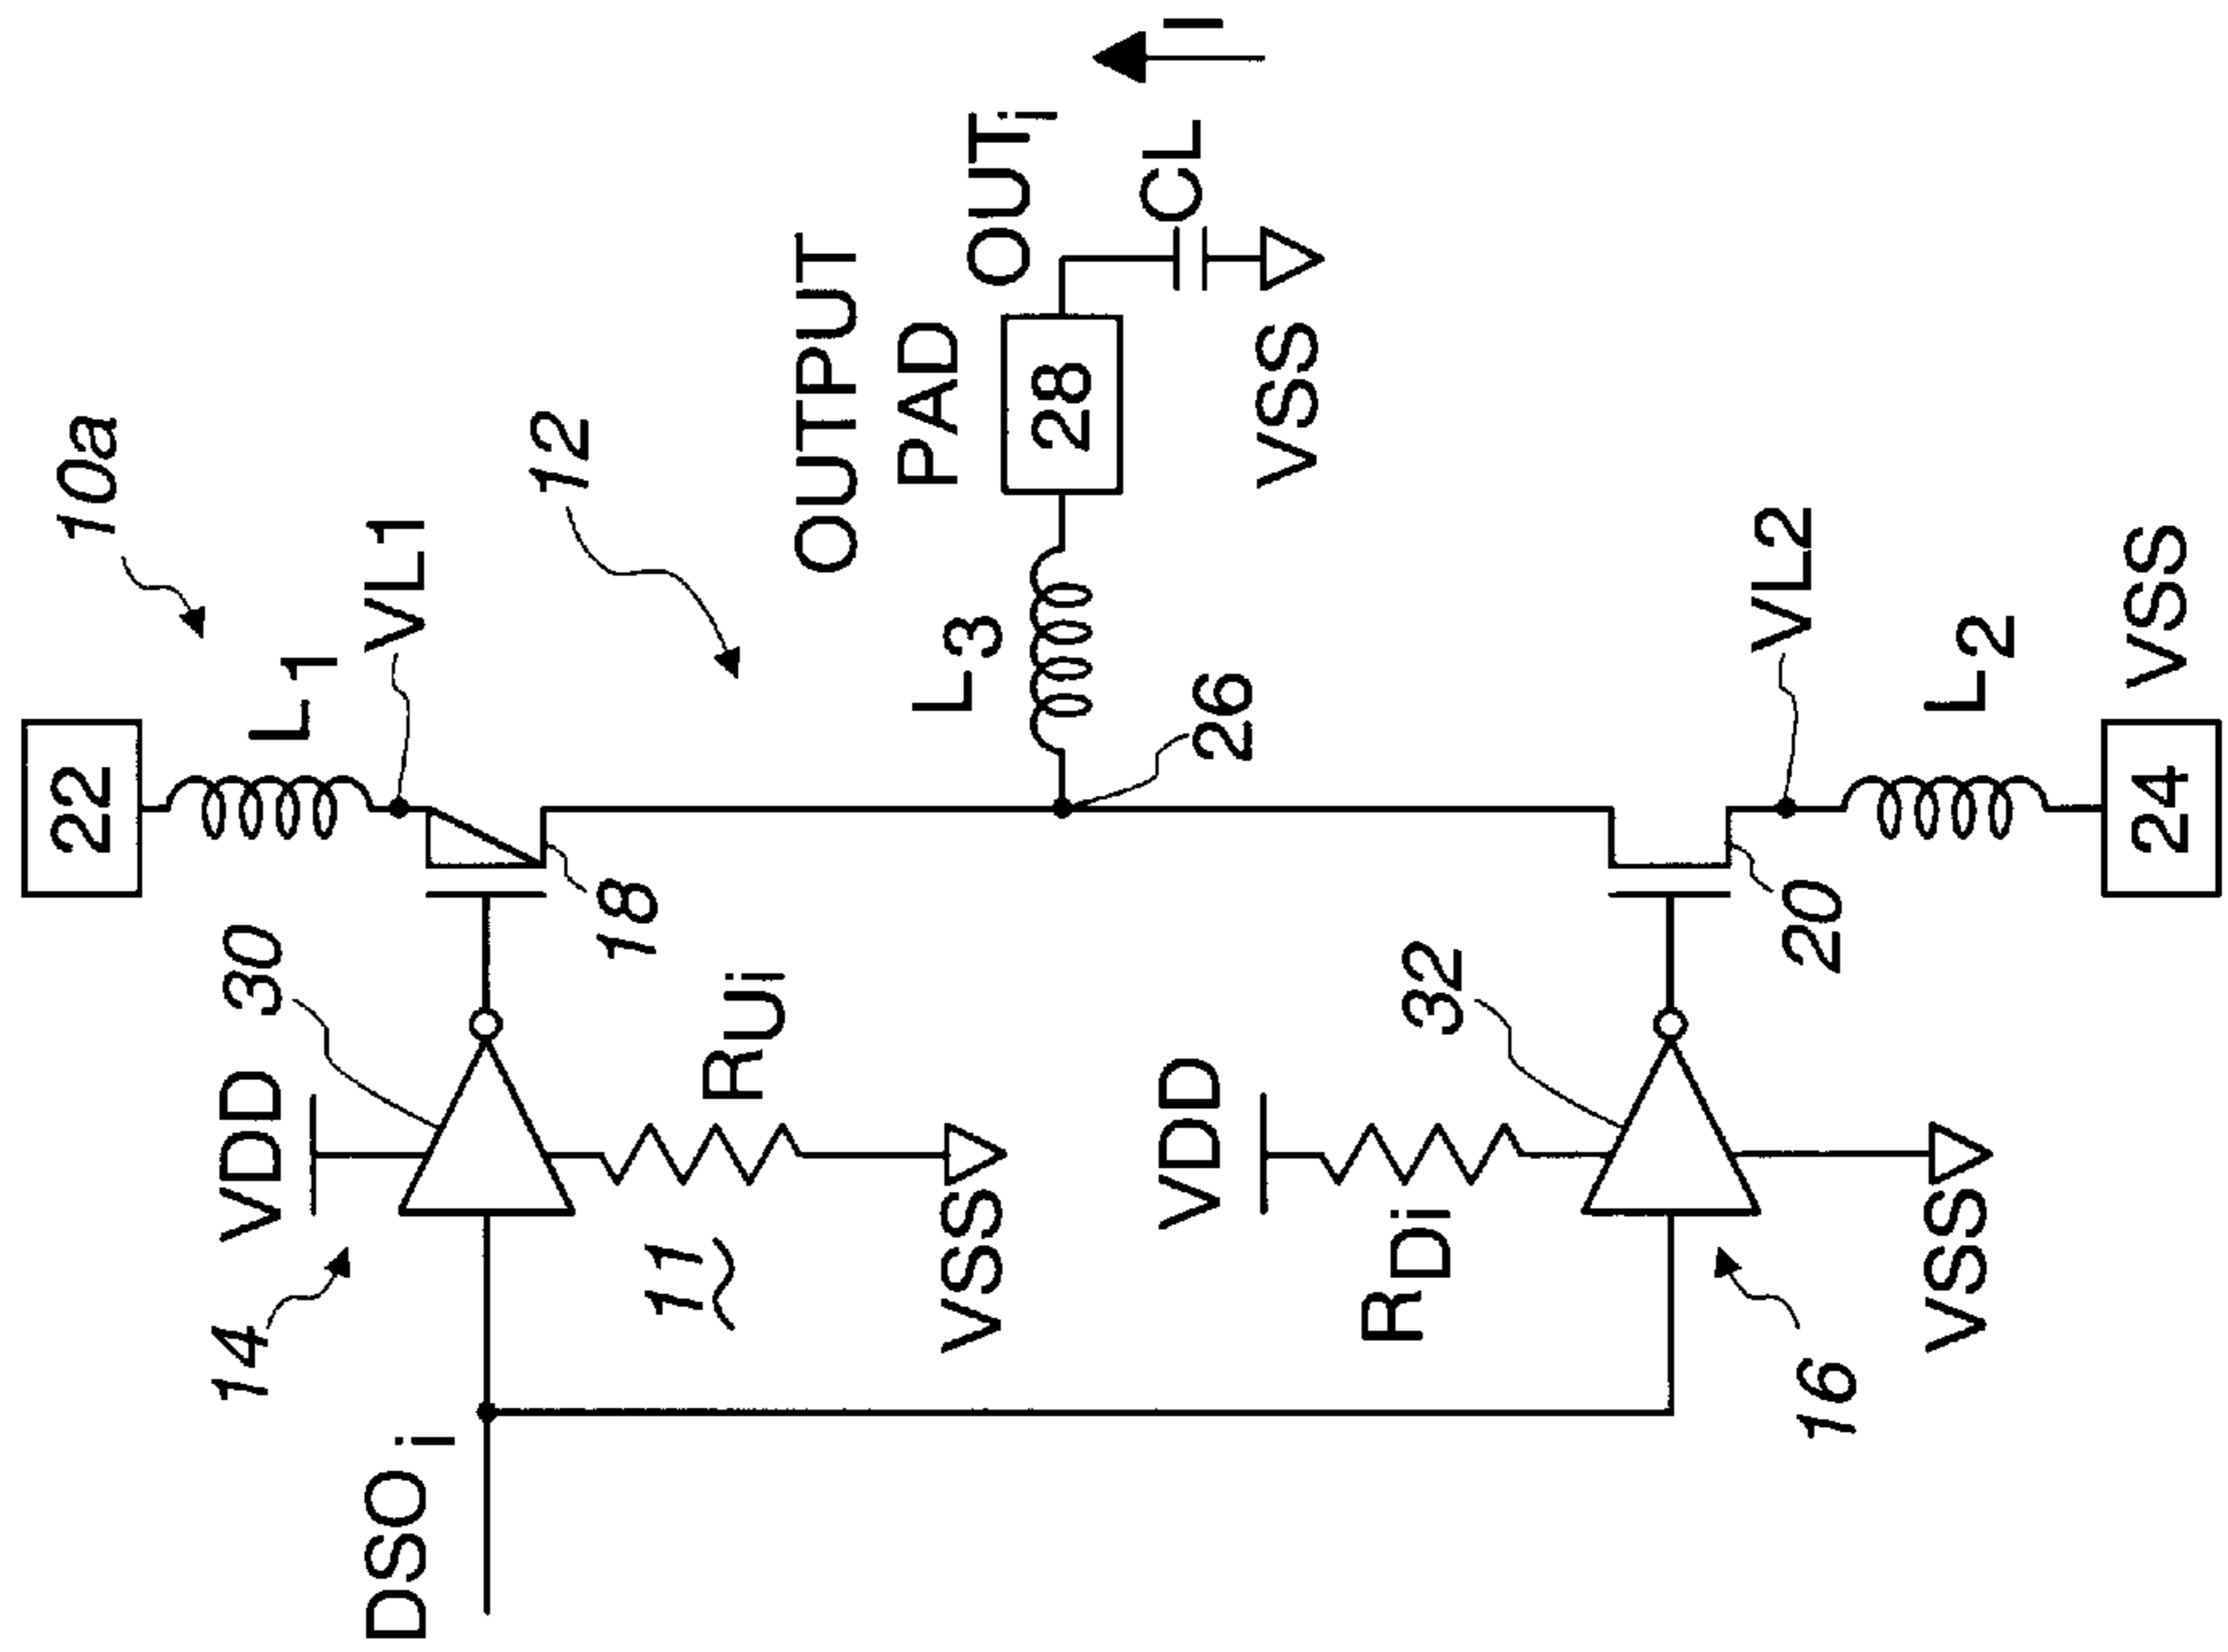 10a
22
L1
VL1
12
VDD
30
14
18
DSOi
RUi
11
VSS
OUTPUT
PAD
L3
28
OUTi
CL
I
VSS
26
VDD
32
RDi
16
20
VL2
L2
VSS
24
VSS